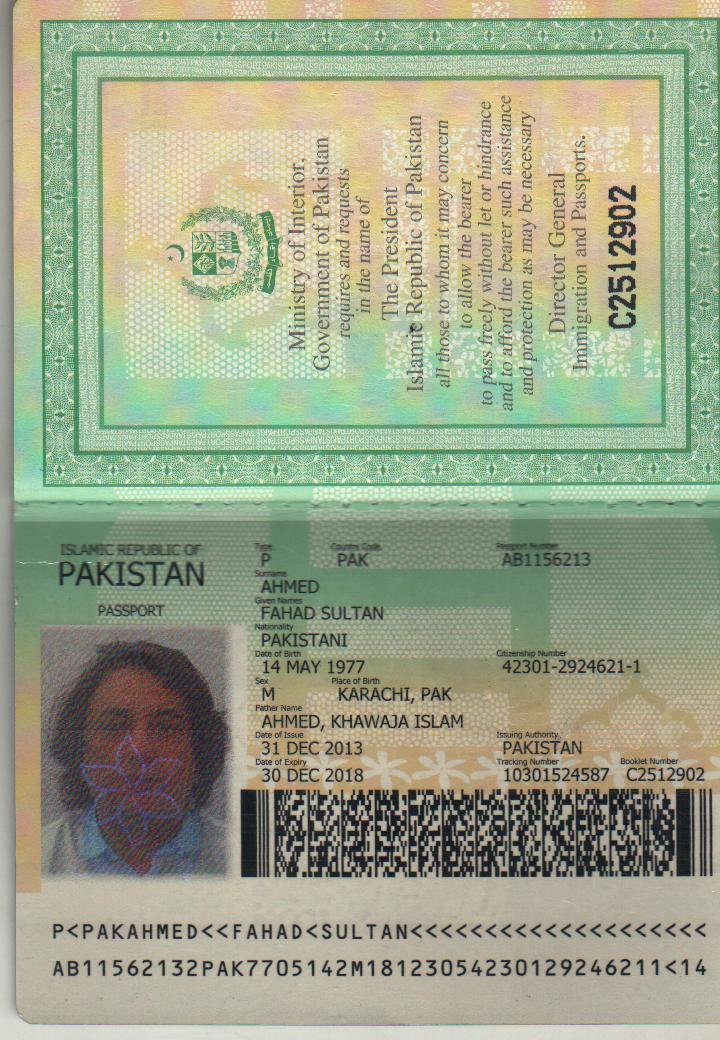 Ministry of Interior,
Government of Pakistan
requires and requests
in the name of
The President
Islamic Republic of Pakistan
all those to whom it may concern
to allow the bearer
to pass freely without let or hindrance
and to afford the bearer such assistance
and protection as may be necessary
Director General
Immigration and Passports.
C2512902
ISLAMIC REPUBLIC OF
PAKISTAN
PASSPORT
Type Country Code Passport Number
P PAK AB1156213
Surname
AHMED
Given Names
FAHAD SULTAN
Nationality
PAKISTANI
Date of Birth Citizenship Number
14 MAY 1977 42301-2924621-1
Sex Place of Birth
M KARACHI, PAK
Father Name
AHMED, KHAWAJA ISLAM
Date of Issue Issuing Authority
31 DEC 2013 PAKISTAN
Date of Expiry Tracking Number Booklet Number
30 DEC 2018 10301524587 C2512902
P<PAKAHMED<<FAHAD<SULTAN<<<<<<<<<<<<<<<<<<<<
AB11562132PAK7705142M18123054230129246211<14